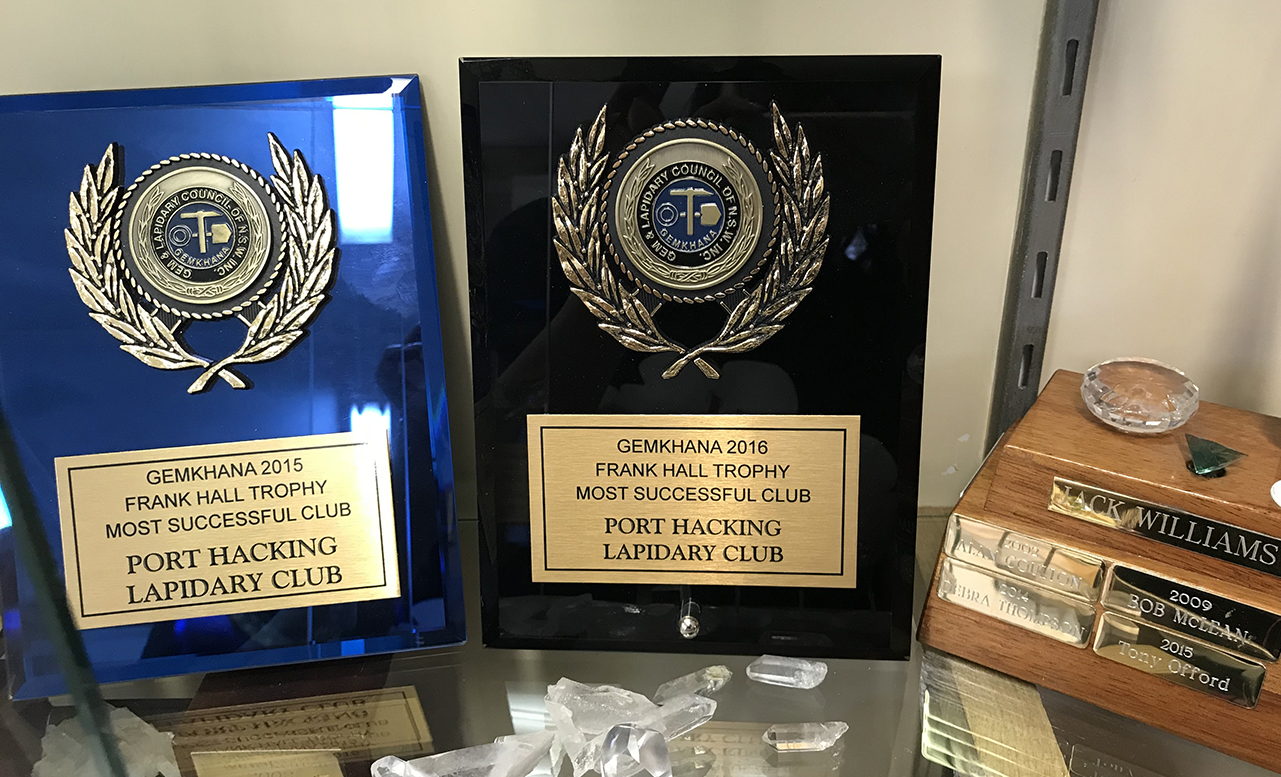 GEM & LAPIDARY COUNCIL OF N.S.W. INC.
GEMKHANA
GEMKHANA 2015
FRANK HALL TROPHY
MOST SUCCESSFUL CLUB
PORT HACKING
LAPIDARY CLUB
GEM & LAPIDARY COUNCIL OF N.S.W. INC.
GEMKHANA
GEMKHANA 2016
FRANK HALL TROPHY
MOST SUCCESSFUL CLUB
PORT HACKING
LAPIDARY CLUB
JACK WILLIAMS
2002
ALAN
2014
DEBRA THOMPSON
2009
BOB McLEAN
2015
Tony Offord